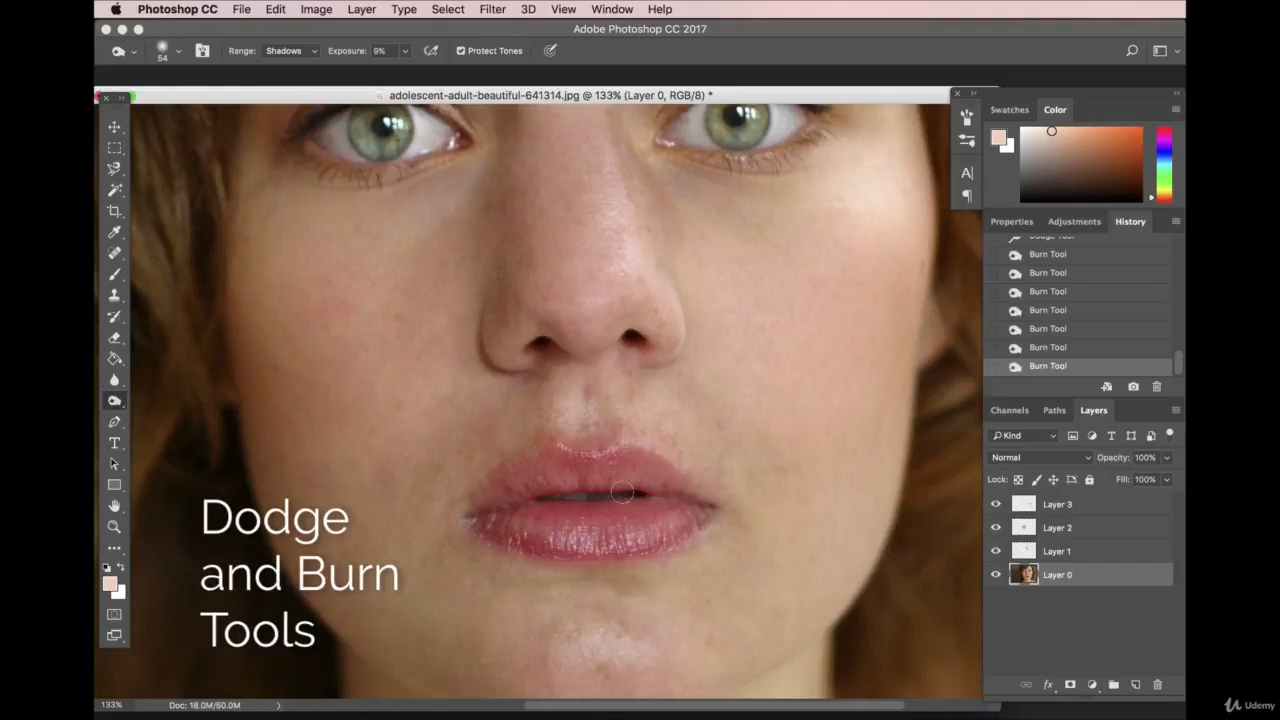 Photoshop CC File Edit Image Layer Type Select Filter 3D View Window Help
Adobe Photoshop CC 2017
54 Range: Shadows Exposure: 9% Protect Tones
adolescent-adult-beautiful-641314.jpg @ 133% (Layer 0, RGB/8) *
Swatches Color
Properties Adjustments History
Dodge Tool
Burn Tool
Burn Tool
Burn Tool
Burn Tool
Burn Tool
Burn Tool
Burn Tool
Channels Paths Layers
Kind
Normal Opacity: 100%
Lock: Fill: 100%
Layer 3
Layer 2
Layer 1
Layer 0
Dodge
and Burn
Tools
133% Doc: 18.0M/50.0M
Udemy